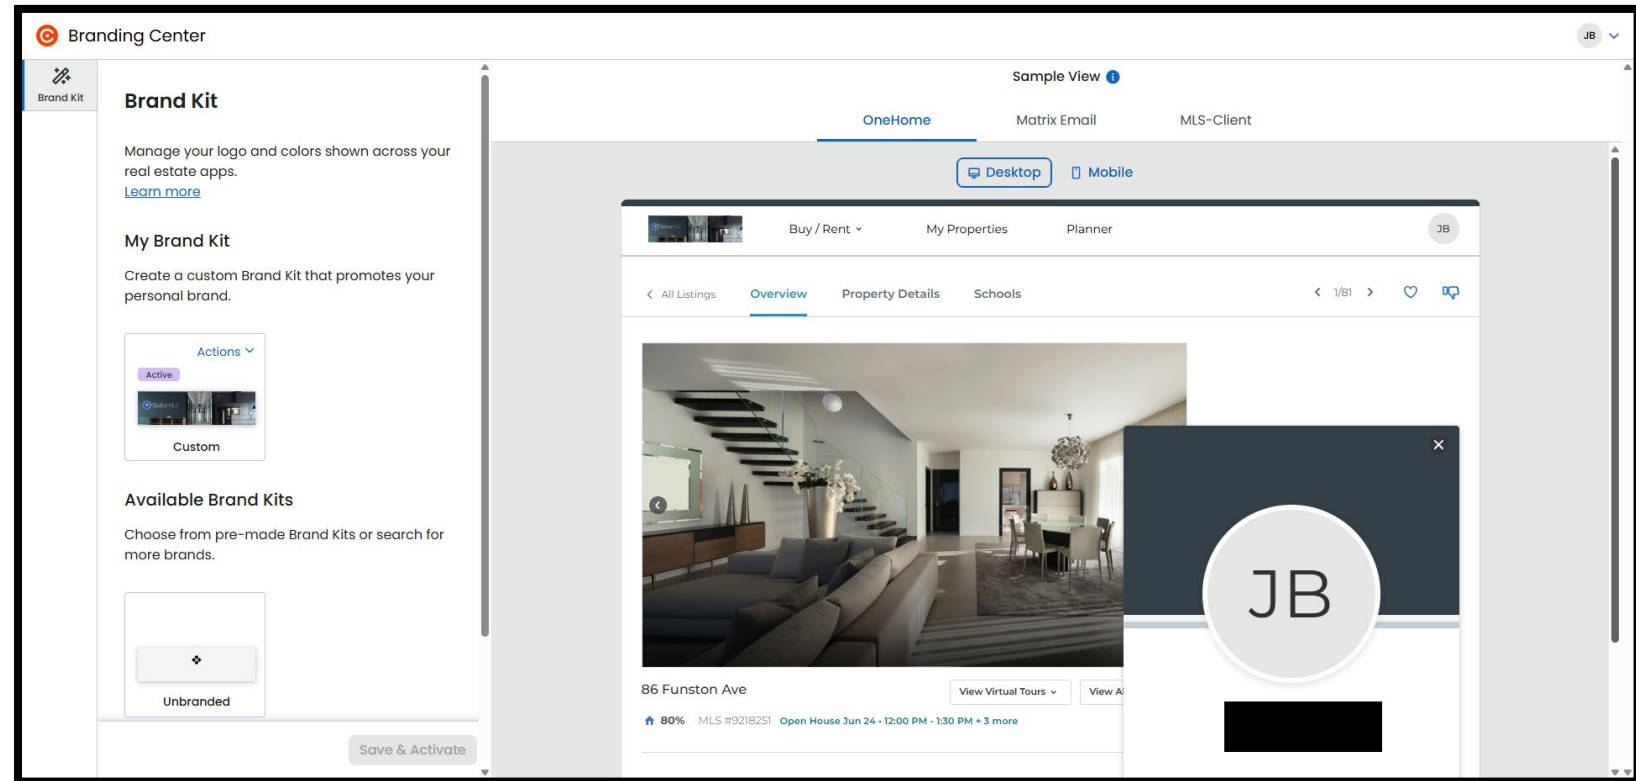 Branding Center
JB
Brand Kit
Brand Kit
Manage your logo and colors shown across your
real estate apps.
Learn more
My Brand Kit
Create a custom Brand Kit that promotes your
personal brand.
Actions
Active
Custom
Available Brand Kits
Choose from pre-made Brand Kits or search for
more brands.
Unbranded
Save & Activate
Sample View
OneHome Matrix Email MLS-Client
Desktop Mobile
Buy / Rent My Properties Planner JB
All Listings Overview Property Details Schools 1/81
JB
86 Funston Ave View Virtual Tours View
80% MLS #9218251 Open House Jun 24 - 12:00 PM - 1:30 PM + 3 more